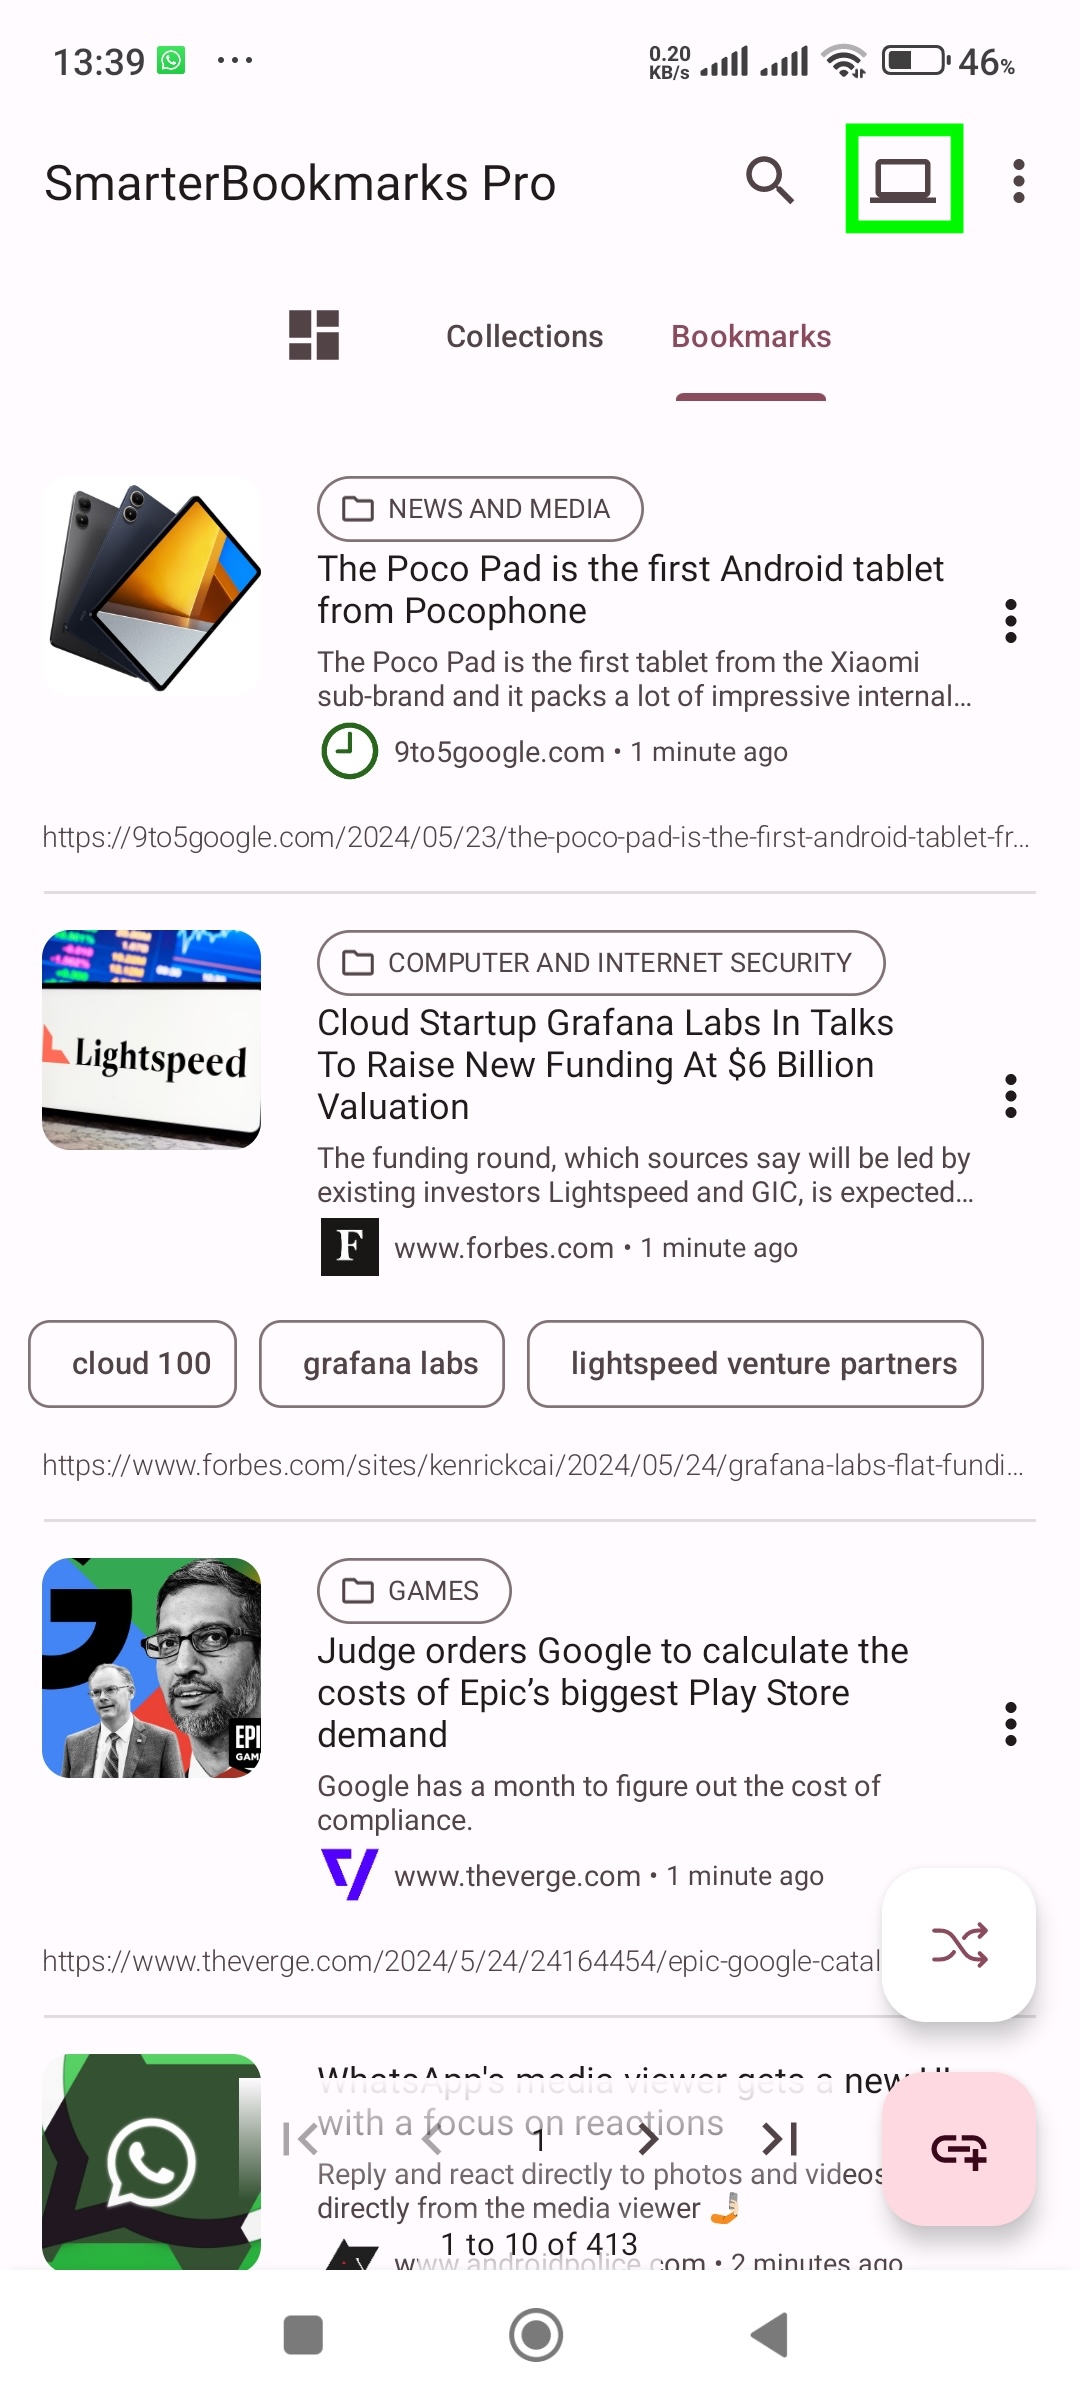 13:39
0.20
KB/s
46%
SmarterBookmarks Pro
Collections
Bookmarks
NEWS AND MEDIA
The Poco Pad is the first Android tablet
from Pocophone
The Poco Pad is the first tablet from the Xiaomi
sub-brand and it packs a lot of impressive internal...
9to5google.com • 1 minute ago
https://9to5google.com/2024/05/23/the-poco-pad-is-the-first-android-tablet-fr...
Lightspeed
COMPUTER AND INTERNET SECURITY
Cloud Startup Grafana Labs In Talks
To Raise New Funding At $6 Billion
Valuation
The funding round, which sources say will be led by
existing investors Lightspeed and GIC, is expected...
F
www.forbes.com • 1 minute ago
cloud 100
grafana labs
lightspeed venture partners
https://www.forbes.com/sites/kenrickcai/2024/05/24/grafana-labs-flat-fundi...
GAMES
Judge orders Google to calculate the
costs of Epic’s biggest Play Store
demand
Google has a month to figure out the cost of
compliance.
www.theverge.com • 1 minute ago
https://www.theverge.com/2024/5/24/24164454/epic-google-catal
WhatsApp's media viewer gets a new UI
with a focus on reactions
1
Reply and react directly to photos and videos
directly from the media viewer 🤳
1 to 10 of 413
www.androidpolice.com • 2 minutes ago